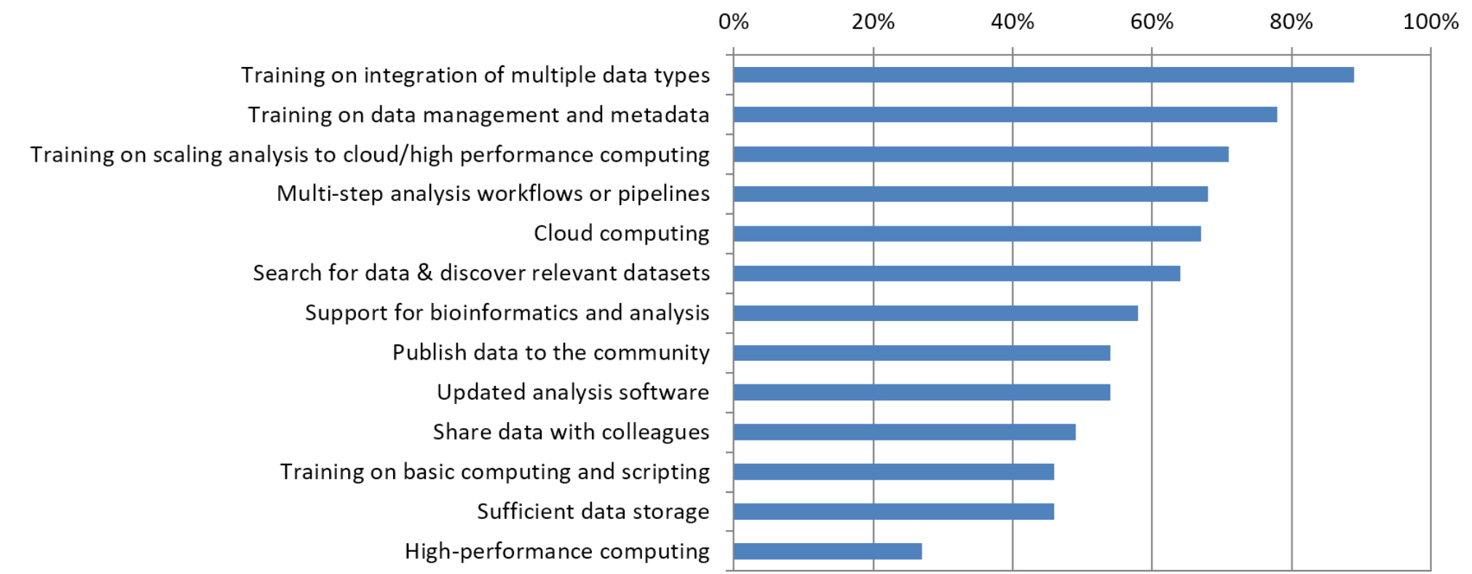 0% 20% 40% 60% 80% 100%
Training on integration of multiple data types
Training on data management and metadata
Training on scaling analysis to cloud/high performance computing
Multi-step analysis workflows or pipelines
Cloud computing
Search for data & discover relevant datasets
Support for bioinformatics and analysis
Publish data to the community
Updated analysis software
Share data with colleagues
Training on basic computing and scripting
Sufficient data storage
High-performance computing